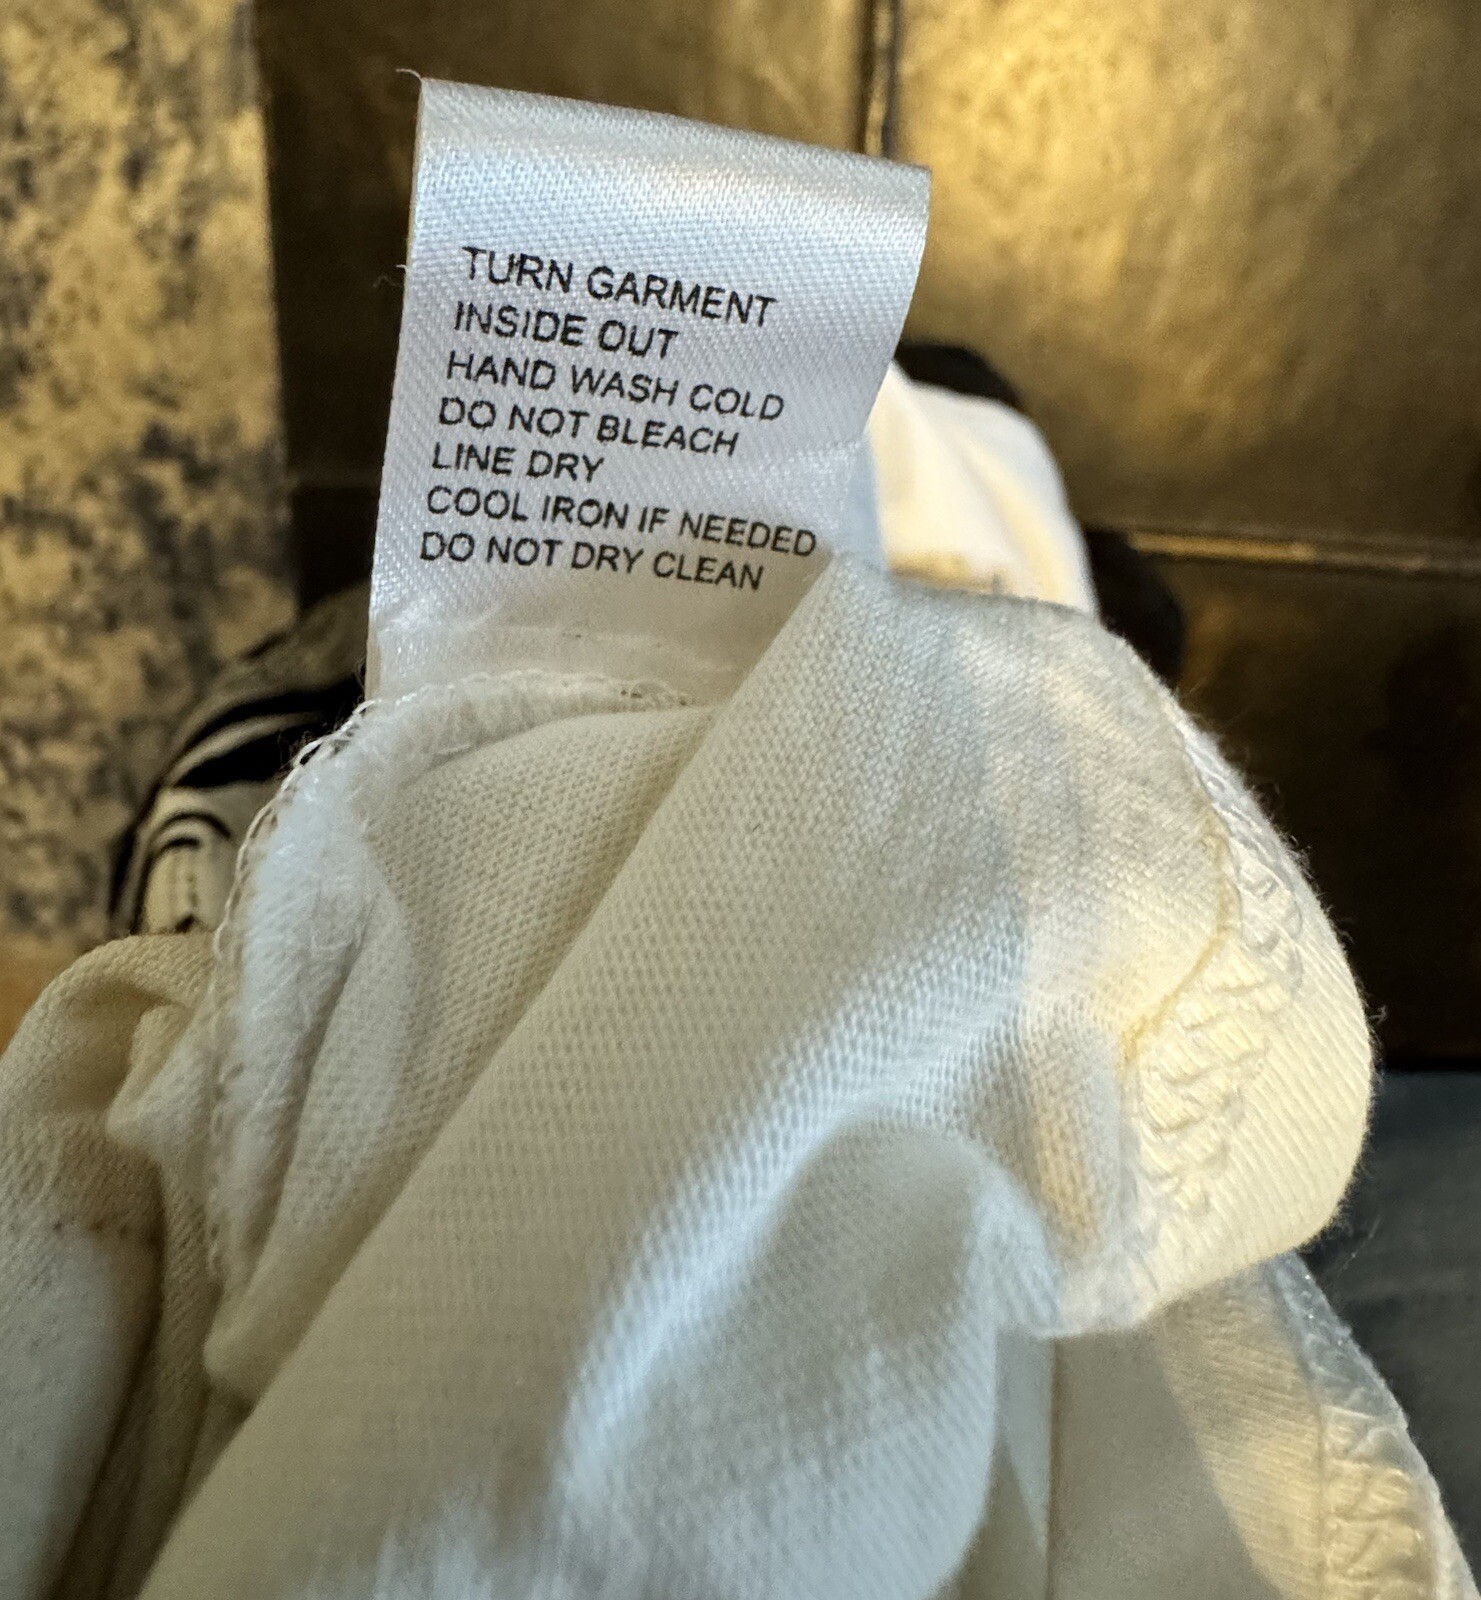 TURN GARMENT
INSIDE OUT
HAND WASH COLD
DO NOT BLEACH
LINE DRY
COOL IRON IF NEEDED
DO NOT DRY CLEAN